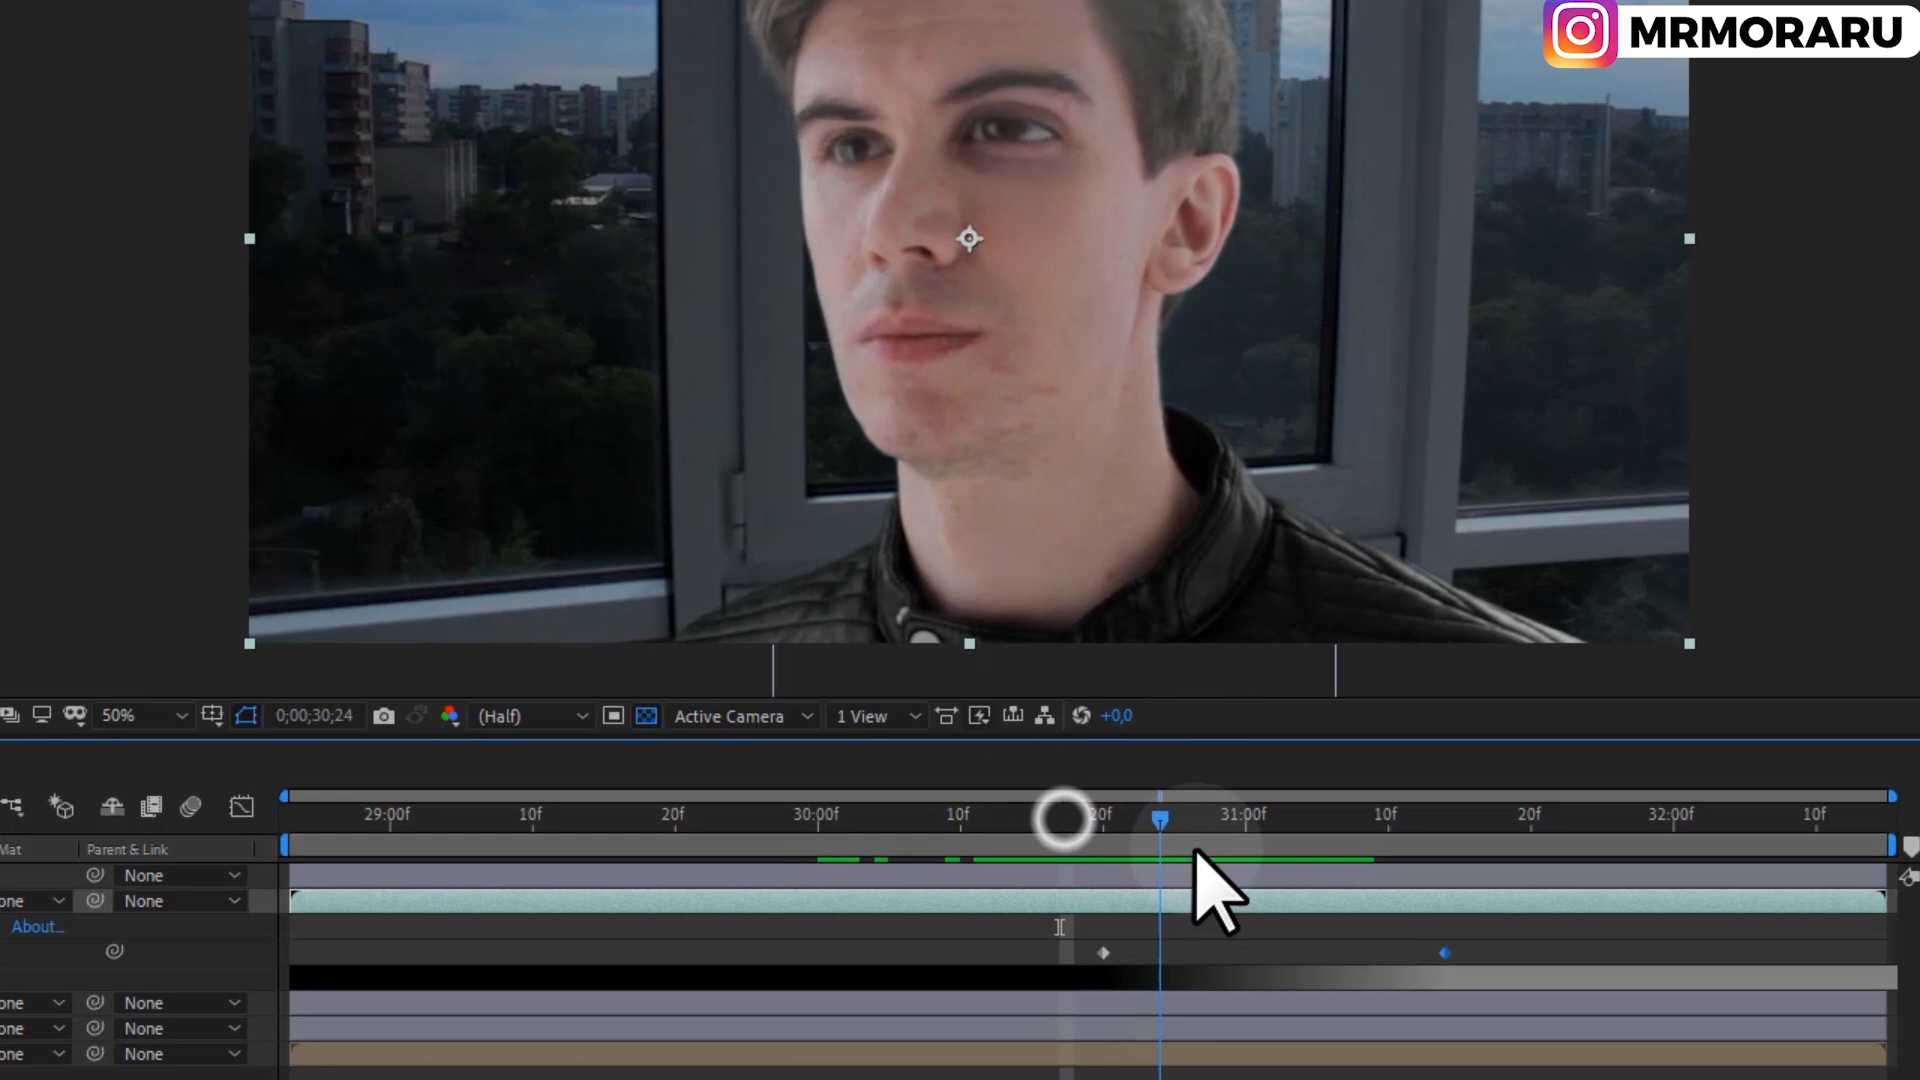 MRMORARU
50%
0;00;30;24
(Half)
Active Camera
1 View
+0,0
29:00f 10f 20f 30:00f 10f 20f 31:00f 10f 20f 32:00f 10f
Mat Parent & Link
None
one None
About...
one None
one None
one None